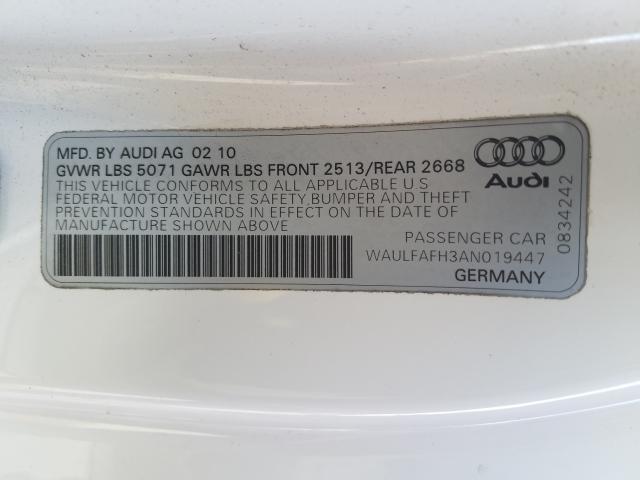 MFD. BY AUDI AG 02 10
GVWR LBS 5071 GAWR LBS FRONT 2513/REAR 2668
THIS VEHICLE CONFORMS TO ALL APPLICABLE U S
FEDERAL MOTOR VEHICLE SAFETY,BUMPER AND THEFT
PREVENTION STANDARDS IN EFFECT ON THE DATE OF
MANUFACTURE SHOWN ABOVE
PASSENGER CAR
WAULFAFH3AN019447
GERMANY
Audi
0834242